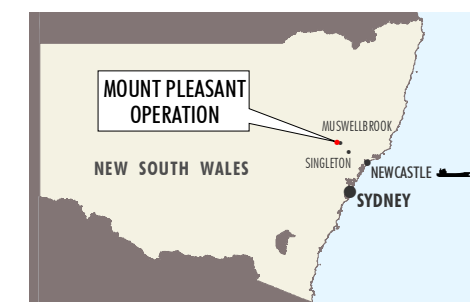 MOUNT PLEASANT
OPERATION
MUSWELLBROOK
SINGLETON
NEW SOUTH WALES
NEWCASTLE
SYDNEY